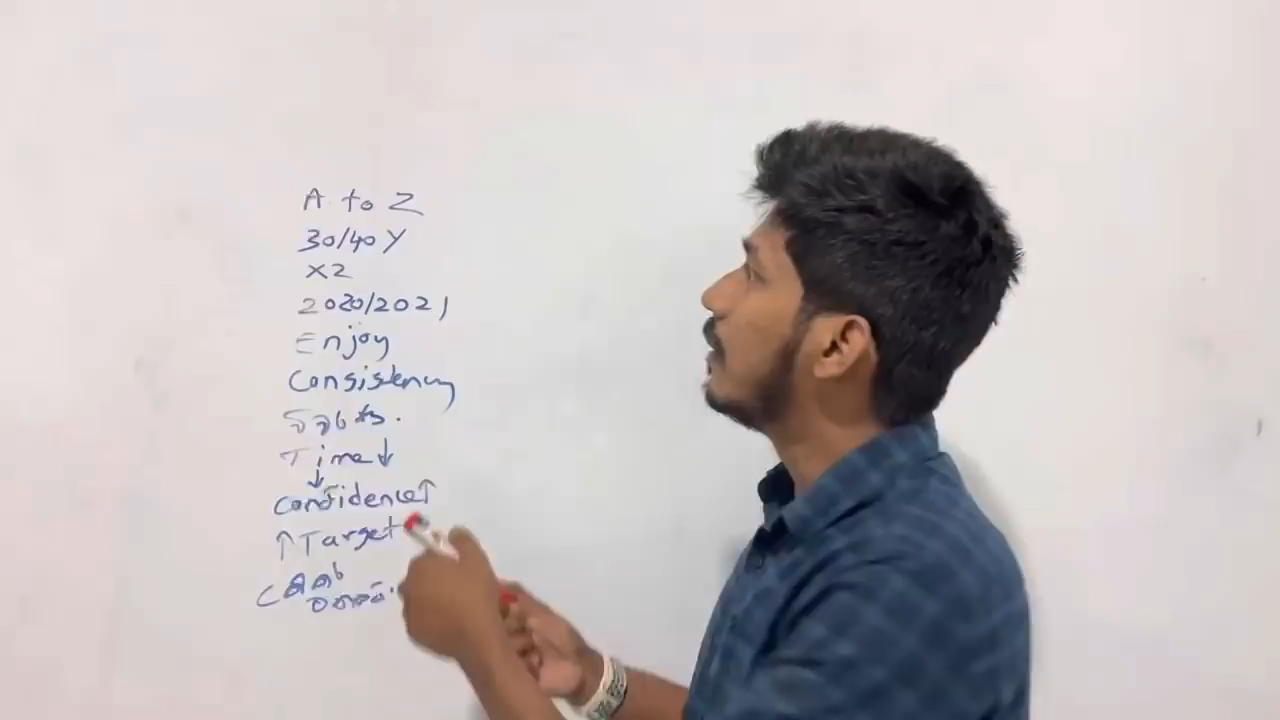 A to Z
30/40 Y
x2
2020/2021
Enjoy
Consistency
Time↓
↓
Confidence↑
↑Target